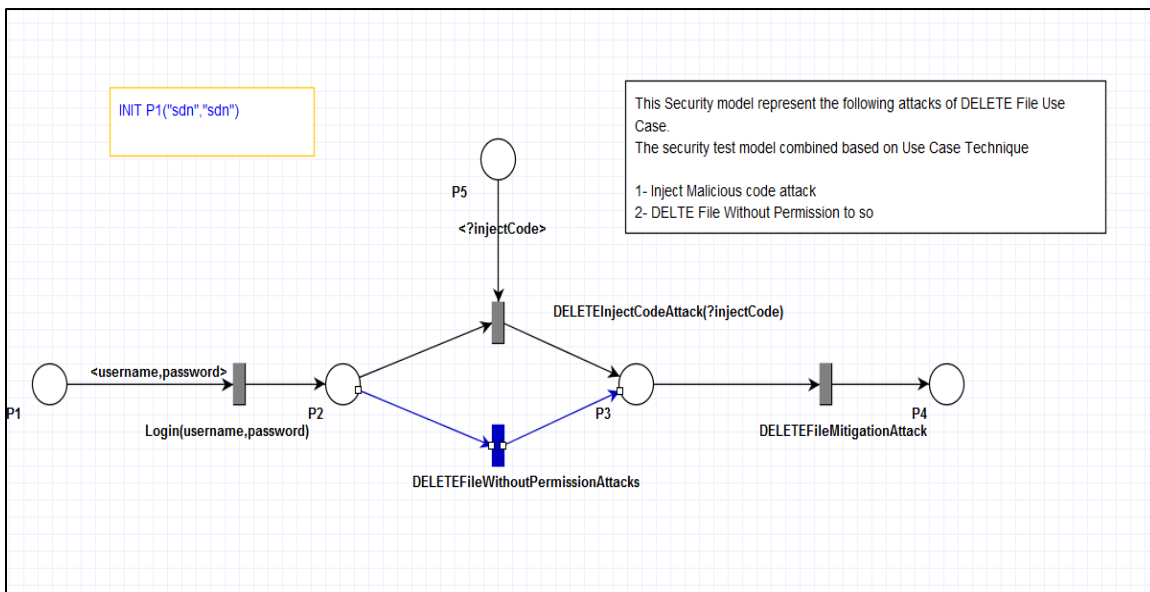 INIT P1("sdn","sdn")
This Security model represent the following attacks of DELETE File Use
Case.
The security test model combined based on Use Case Technique
1- Inject Malicious code attack
2- DELTE File Without Permission to so
P5
<?injectCode>
DELETEInjectCodeAttack(?injectCode)
<username,password>
P1
P2
P3
P4
Login(username,password)
DELETEFileMitigationAttack
DELETEFileWithoutPermissionAttacks